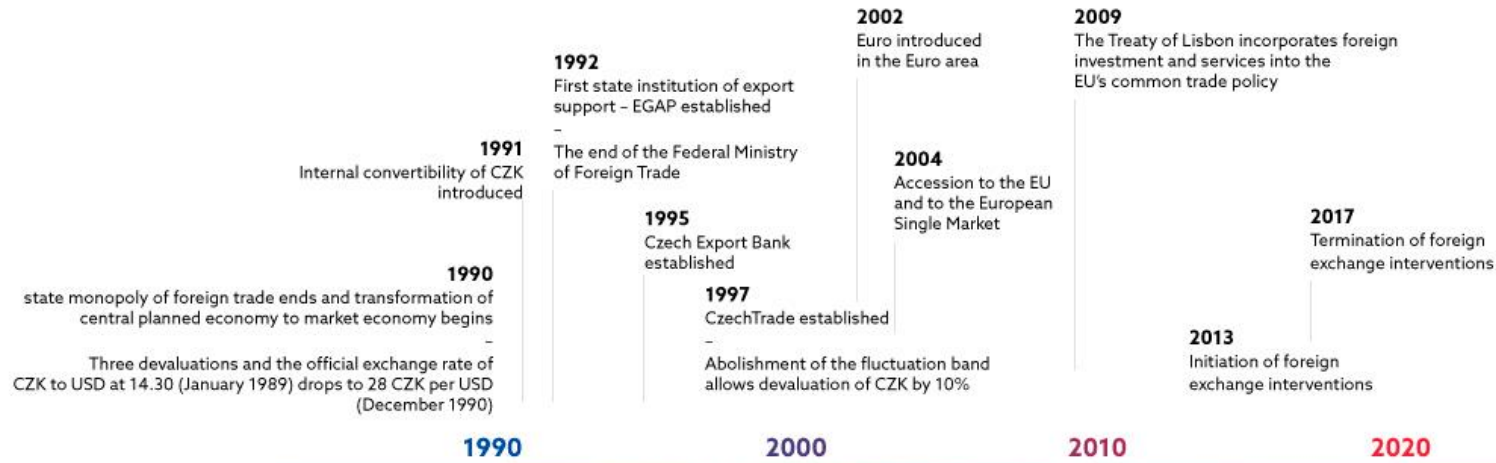 1990
state monopoly of foreign trade ends and transformation of
central planned economy to market economy begins
–
Three devaluations and the official exchange rate of
CZK to USD at 14.30 (January 1989) drops to 28 CZK per USD
(December 1990)
1991
Internal convertibility of CZK
introduced
1992
First state institution of export
support – EGAP established
–
The end of the Federal Ministry
of Foreign Trade
1995
Czech Export Bank
established
1997
CzechTrade established
–
Abolishment of the fluctuation band
allows devaluation of CZK by 10%
2002
Euro introduced
in the Euro area
2004
Accession to the EU
and to the European
Single Market
2009
The Treaty of Lisbon incorporates foreign
investment and services into the
EU's common trade policy
2013
Initiation of foreign
exchange interventions
2017
Termination of foreign
exchange interventions
1990
2000
2010
2020